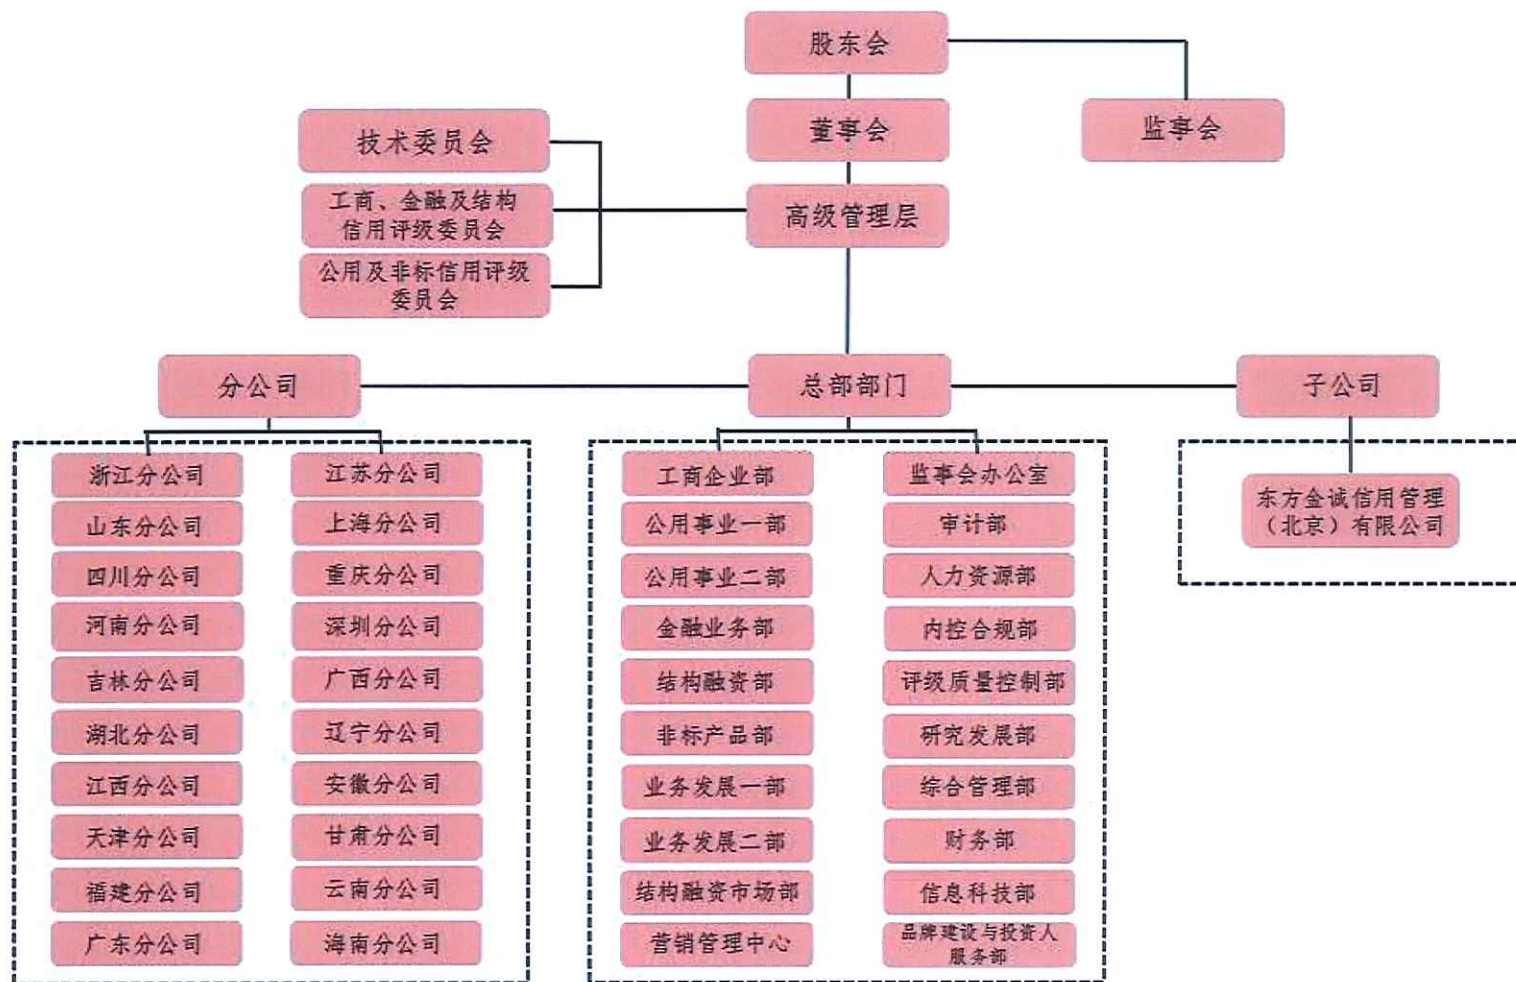 股东会
董事会
监事会
技术委员会
工商、金融及结构
信用评级委员会
公用及非标信用评级
委员会
高级管理层
分公司
总部部门
子公司
浙江分公司
江苏分公司
山东分公司
上海分公司
四川分公司
重庆分公司
河南分公司
深圳分公司
吉林分公司
广西分公司
湖北分公司
辽宁分公司
江西分公司
安徽分公司
天津分公司
甘肃分公司
福建分公司
云南分公司
广东分公司
海南分公司
工商企业部
监事会办公室
公用事业一部
审计部
公用事业二部
人力资源部
金融业务部
内控合规部
结构融资部
评级质量控制部
非标产品部
研究发展部
业务发展一部
综合管理部
业务发展二部
财务部
结构融资市场部
信息科技部
营销管理中心
品牌建设与投资人
服务部
东方金诚信用管理
（北京）有限公司